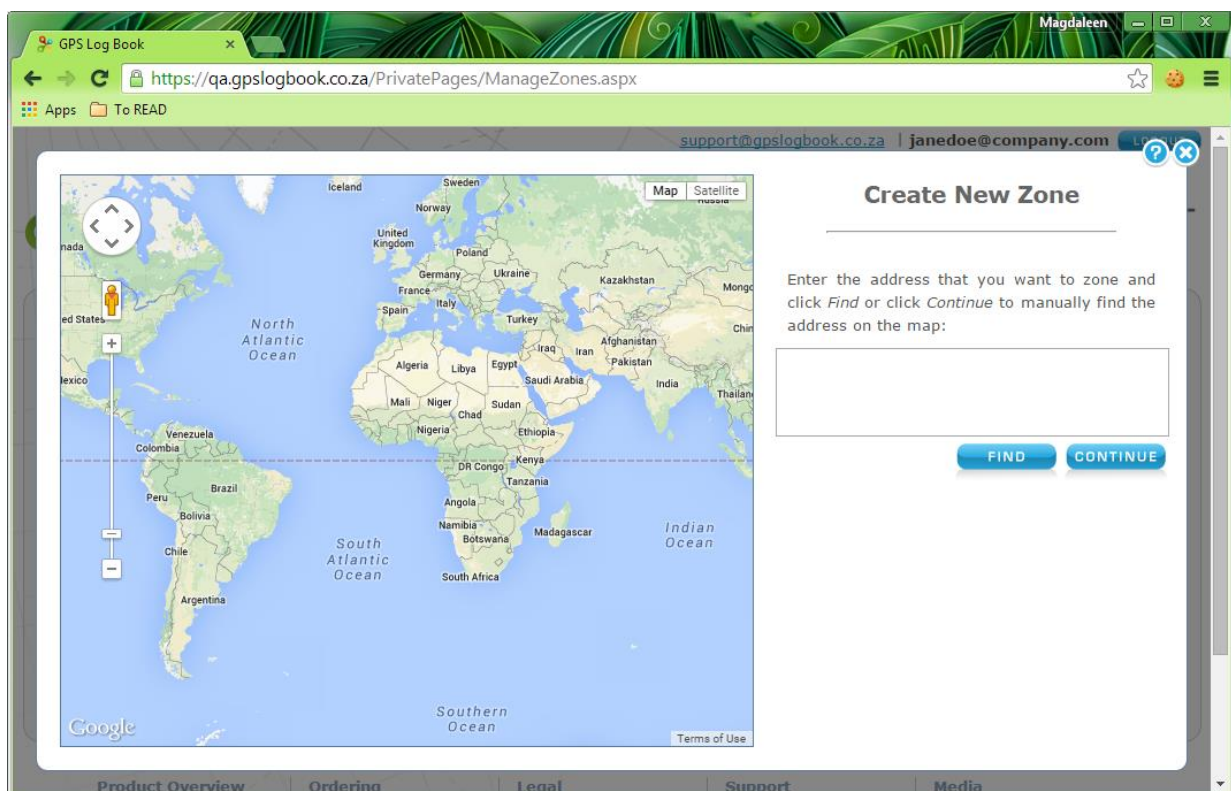 Magdaleen
GPS Log Book
https://qa.gpslogbook.co.za/PrivatePages/ManageZones.aspx
Apps To READ
support@gpslogbook.co.za | janedoe@company.com
Create New Zone
Enter the address that you want to zone and
click Find or click Continue to manually find the
address on the map:
FIND CONTINUE
Map Satellite
Iceland
Sweden
Norway
United
Kingdom
Poland
Germany
Ukraine
Kazakhstan
France
Spain
Italy
Turkey
Iraq
Iran
Afghanistan
Pakistan
Algeria
Libya
Egypt
Saudi Arabia
India
Mali
Niger
Chad
Sudan
Nigeria
Ethiopia
DR Congo
Kenya
Tanzania
Angola
Namibia
Botswana
Madagascar
South Africa
Venezuela
Colombia
Peru
Brazil
Bolivia
Chile
Argentina
North
Atlantic
Ocean
South
Atlantic
Ocean
Indian
Ocean
Southern
Ocean
Google
Terms of Use
Product Overview Ordering Legal Support Media